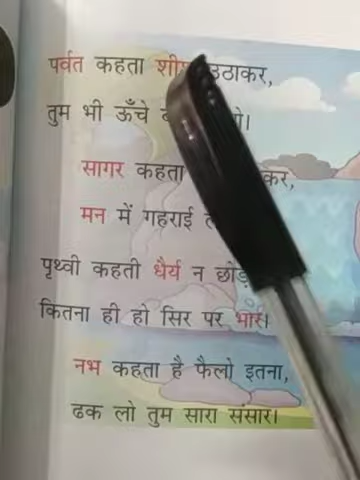 पर्वत कहता उठाकर,
तुम भी ऊँचे
सागर कहता
मन में गहराई
पृथ्वी कहती धैर्य न
कितना ही हो सिर पर भार।
नभ कहता है फैलो इतना,
ढक लो तुम सारा संसार।